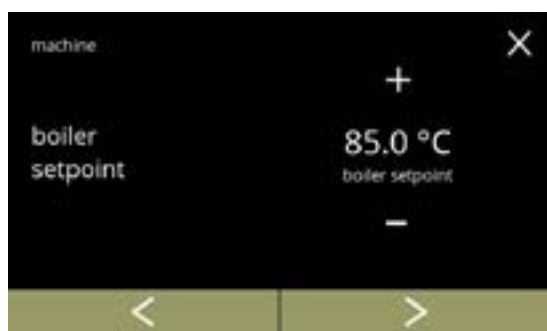 machine
boiler
setpoint
+
85.0 °C
boiler setpoint
-
< >